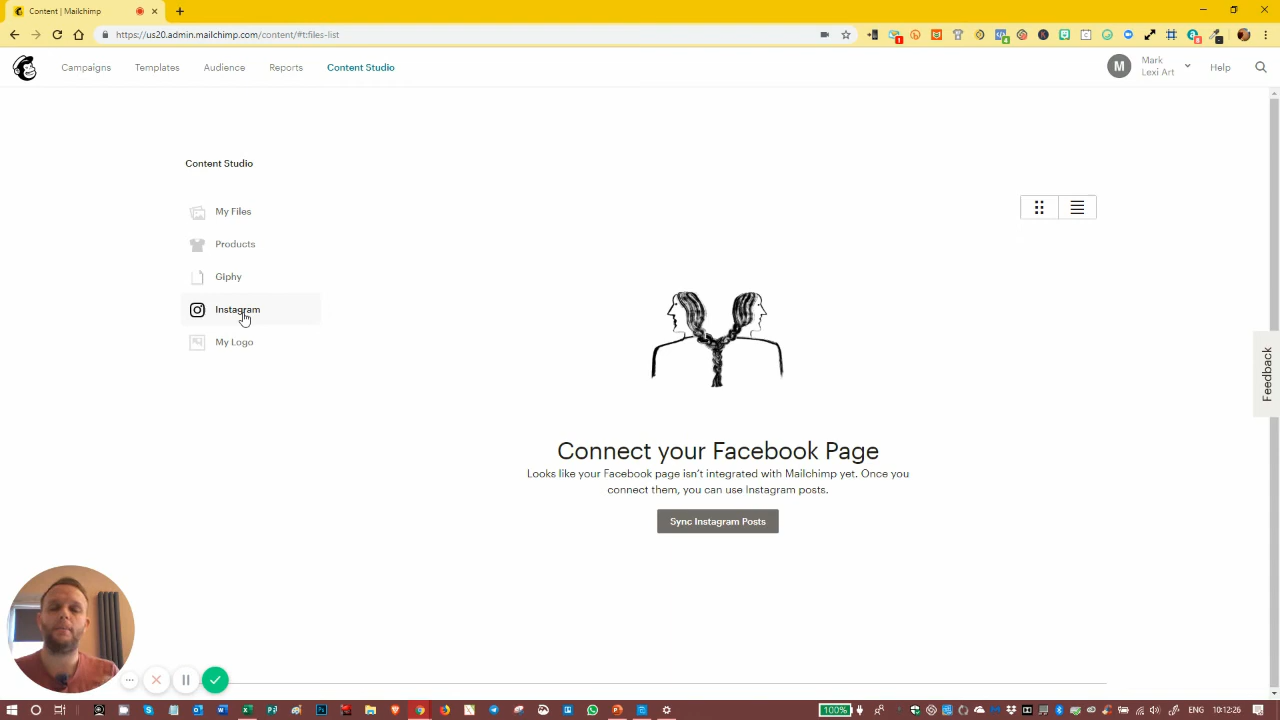 Content | Mailchimp
https://us20.admin.mailchimp.com/content/#t:files-list
Campaigns
Templates
Audience
Reports
Content Studio
M
Mark
Lexi Art
Help
Content Studio
My Files
Products
Giphy
Instagram
My Logo
Feedback
Connect your Facebook Page
Looks like your Facebook page isn't integrated with Mailchimp yet. Once you
connect them, you can use Instagram posts.
Sync Instagram Posts
100%
ENG
10:12:26